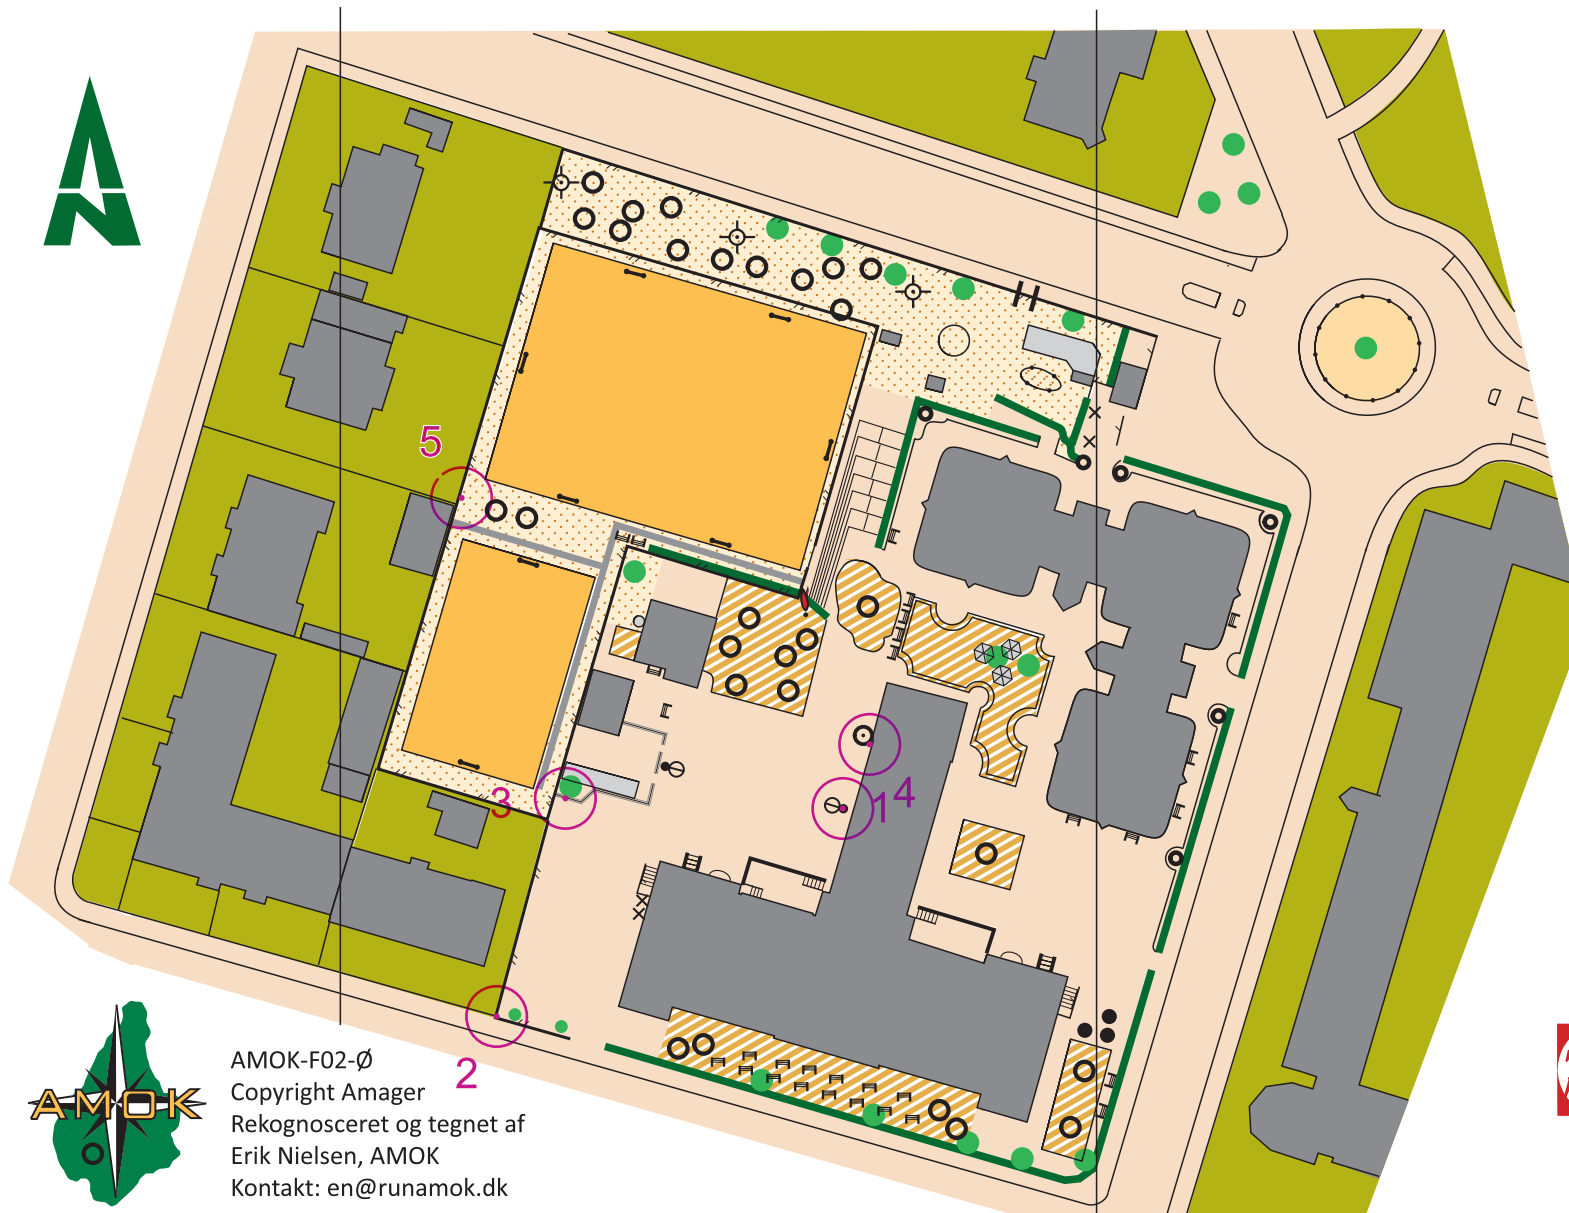 5
3
1
4
2
AMOK
AMOK-F02-Ø
Copyright Amager
Rekognosceret og tegnet af
Erik Nielsen, AMOK
Kontakt: en@runamok.dk